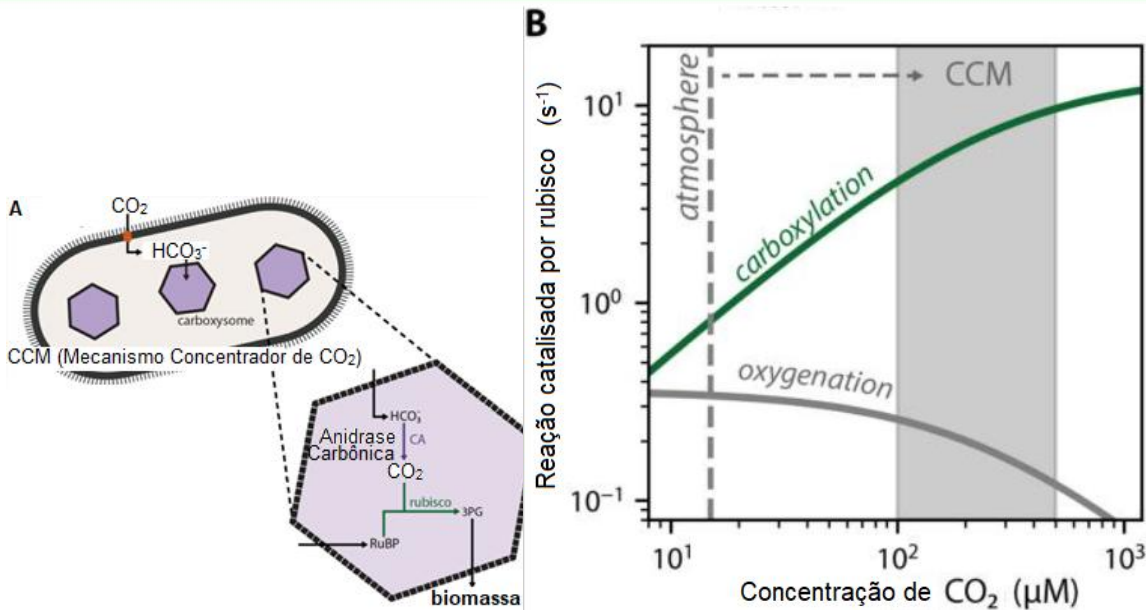 A
CO₂
HCO₃⁻
carboxysome
CCM (Mecanismo Concentrador de CO₂)
HCO₃⁻
Anidrase
Carbônica
CA
CO₂
rubisco
3PG
RuBP
biomassa
B
Reação catalisada por rubisco (s⁻¹)
10¹
10⁰
10⁻¹
atmosphere
CCM
carboxylation
oxygenation
10¹
10²
10³
Concentração de CO₂ (μM)